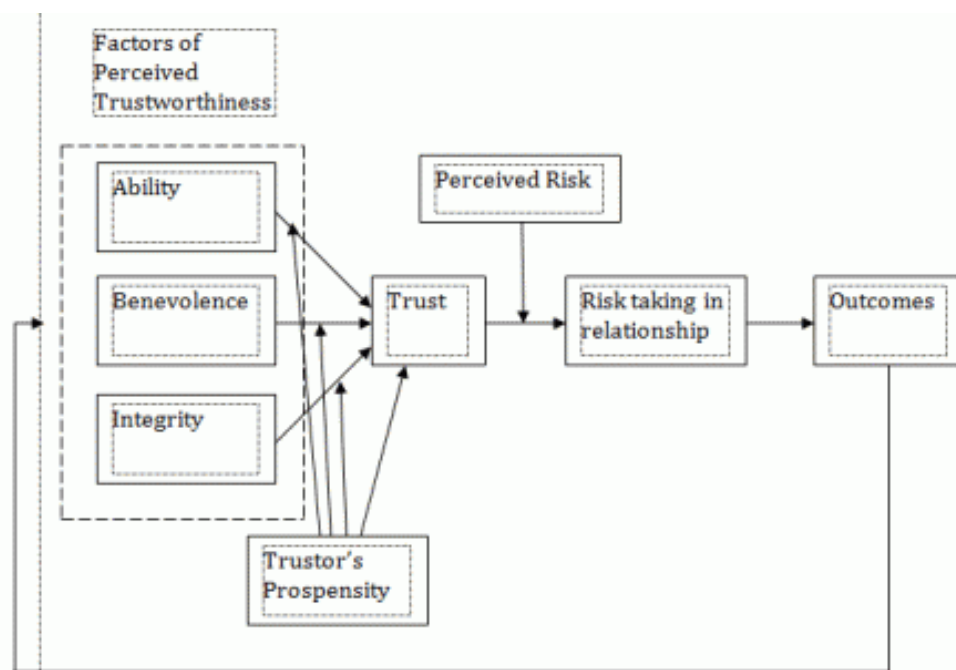 Factors of
Perceived
Trustworthiness
Ability
Perceived Risk
Benevolence
Trust
Risk taking in
relationship
Outcomes
Integrity
Trustor's
Prospensity